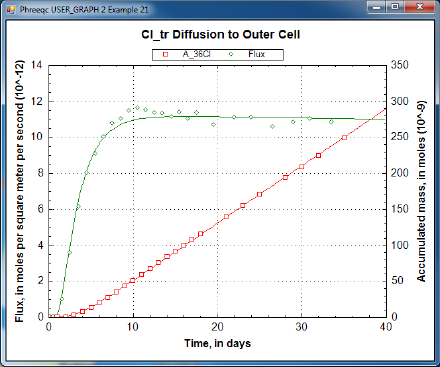 Phreeqc USER_GRAPH 2 Example 21
Cl_tr Diffusion to Outer Cell
A_36Cl Flux
Flux, in moles per square meter per second (10^-12)
14
12
10
8
6
4
2
0
350
300
250
200
150
100
50
0
Accumulated mass, in moles (10^-9)
0 10 20 30 40
Time, in days